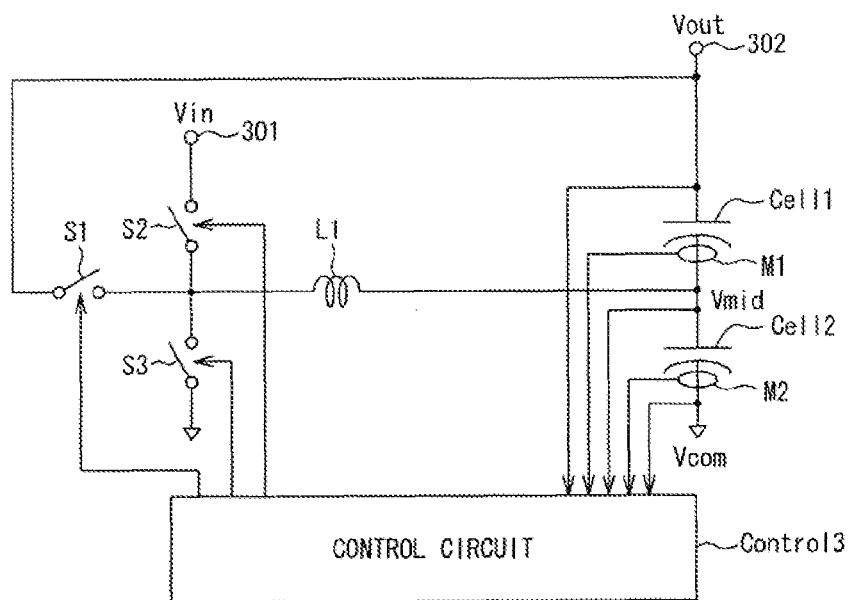 Vout
302
Vin
301
S1
S2
L1
Cell1
M1
Vmid
Cell2
S3
M2
Vcom
CONTROL CIRCUIT
Control3